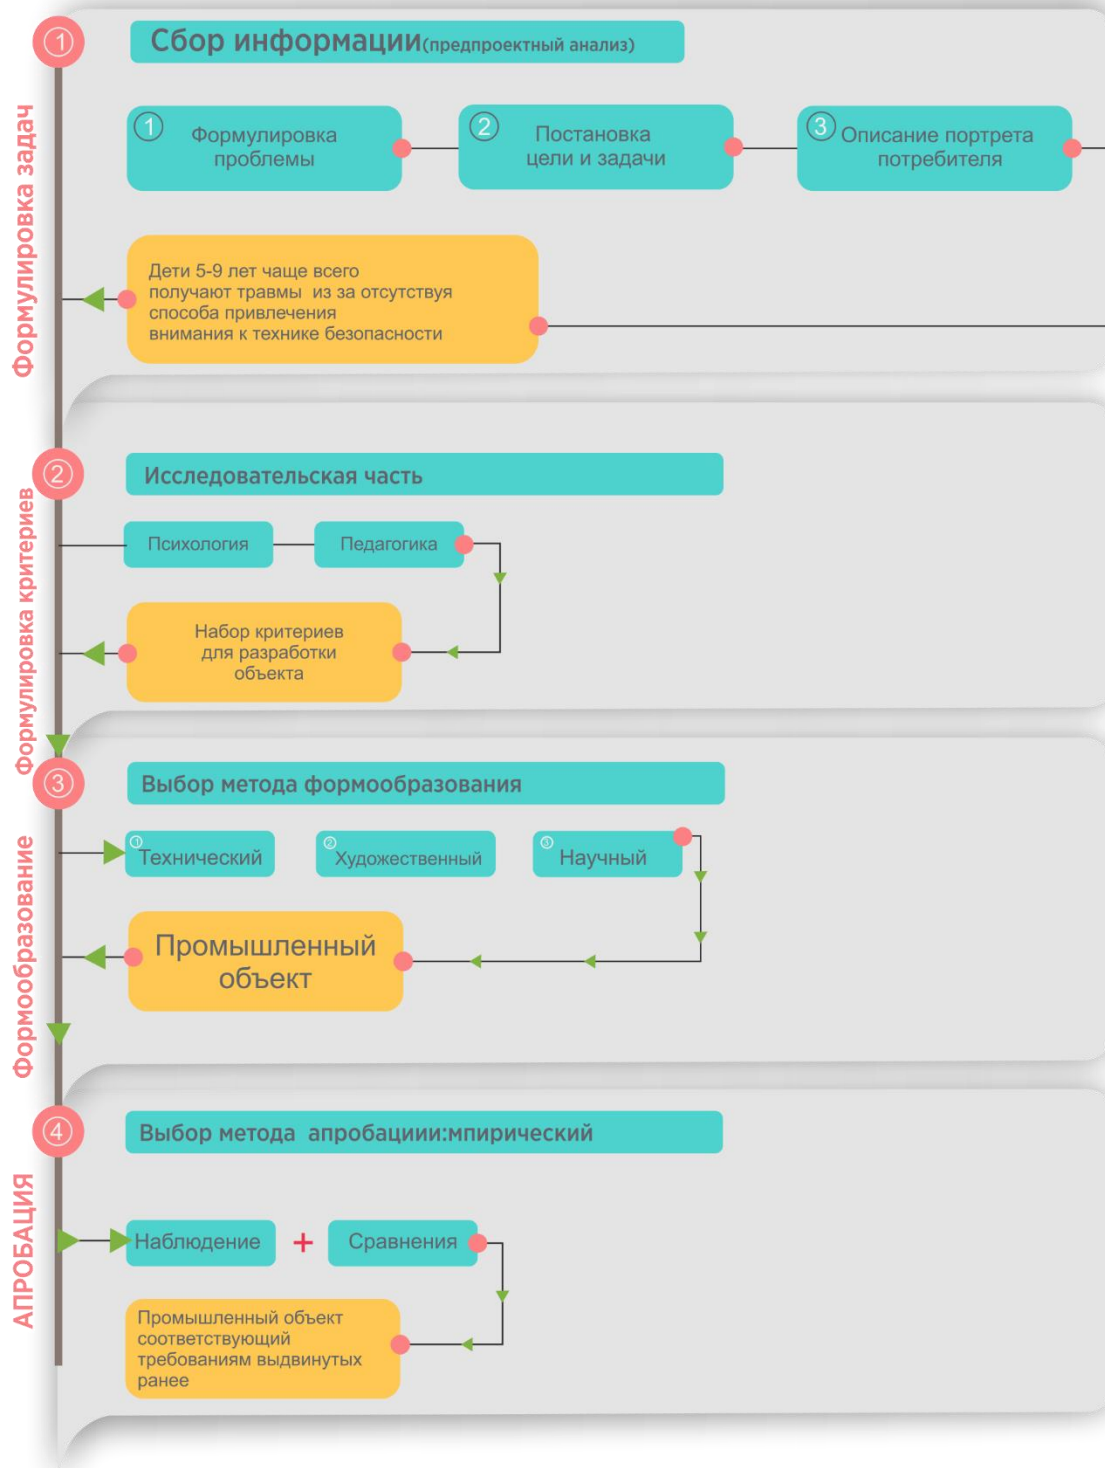 ①
Сбор информации(предпроектный анализ)
① Формулировка
проблемы
② Постановка
цели и задачи
③ Описание портрета
потребителя
Формулировка задач
Дети 5-9 лет чаще всего
получают травмы из за отсутствуя
способа привлечения
внимания к технике безопасности
②
Исследовательская часть
Формулировка критериев
Психология
Педагогика
Набор критериев
для разработки
объекта
③
Выбор метода формообразования
Формообразование
① Технический
② Художественный
③ Научный
Промышленный
объект
④
Выбор метода апробациии:мпирический
АПРОБАЦИЯ
Наблюдение + Сравнения
Промышленный объект
соответствующий
требованиям выдвинутых
ранее